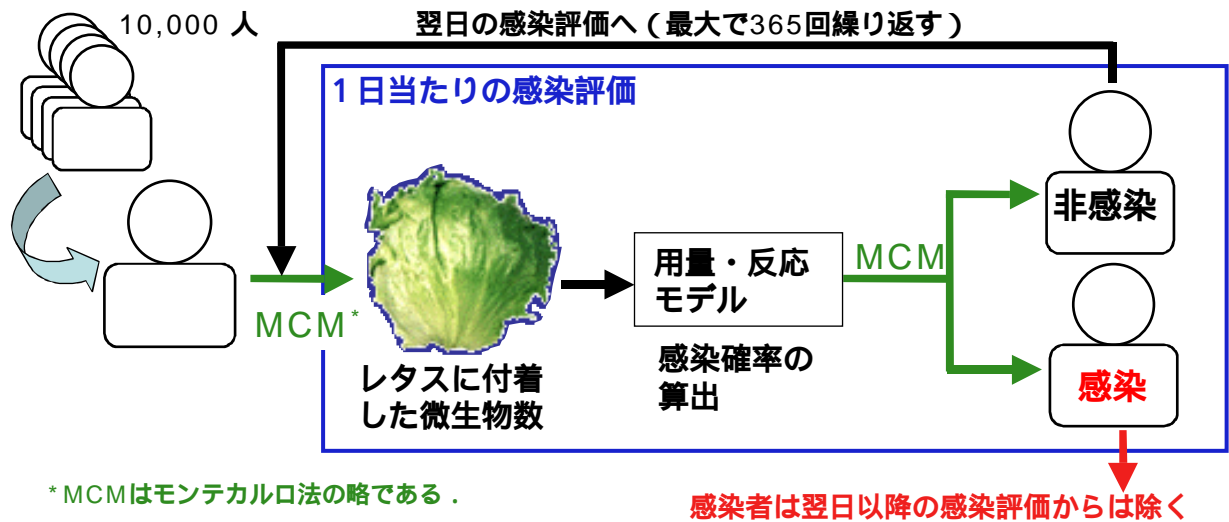 10,000 人
翌日の感染評価へ(最大で365回繰り返す)
1日当たりの感染評価
MCM*
レタスに付着
した微生物数
用量・反応
モデル
感染確率の
算出
MCM
非感染
感染
*MCMはモンテカルロ法の略である.
感染者は翌日以降の感染評価からは除く